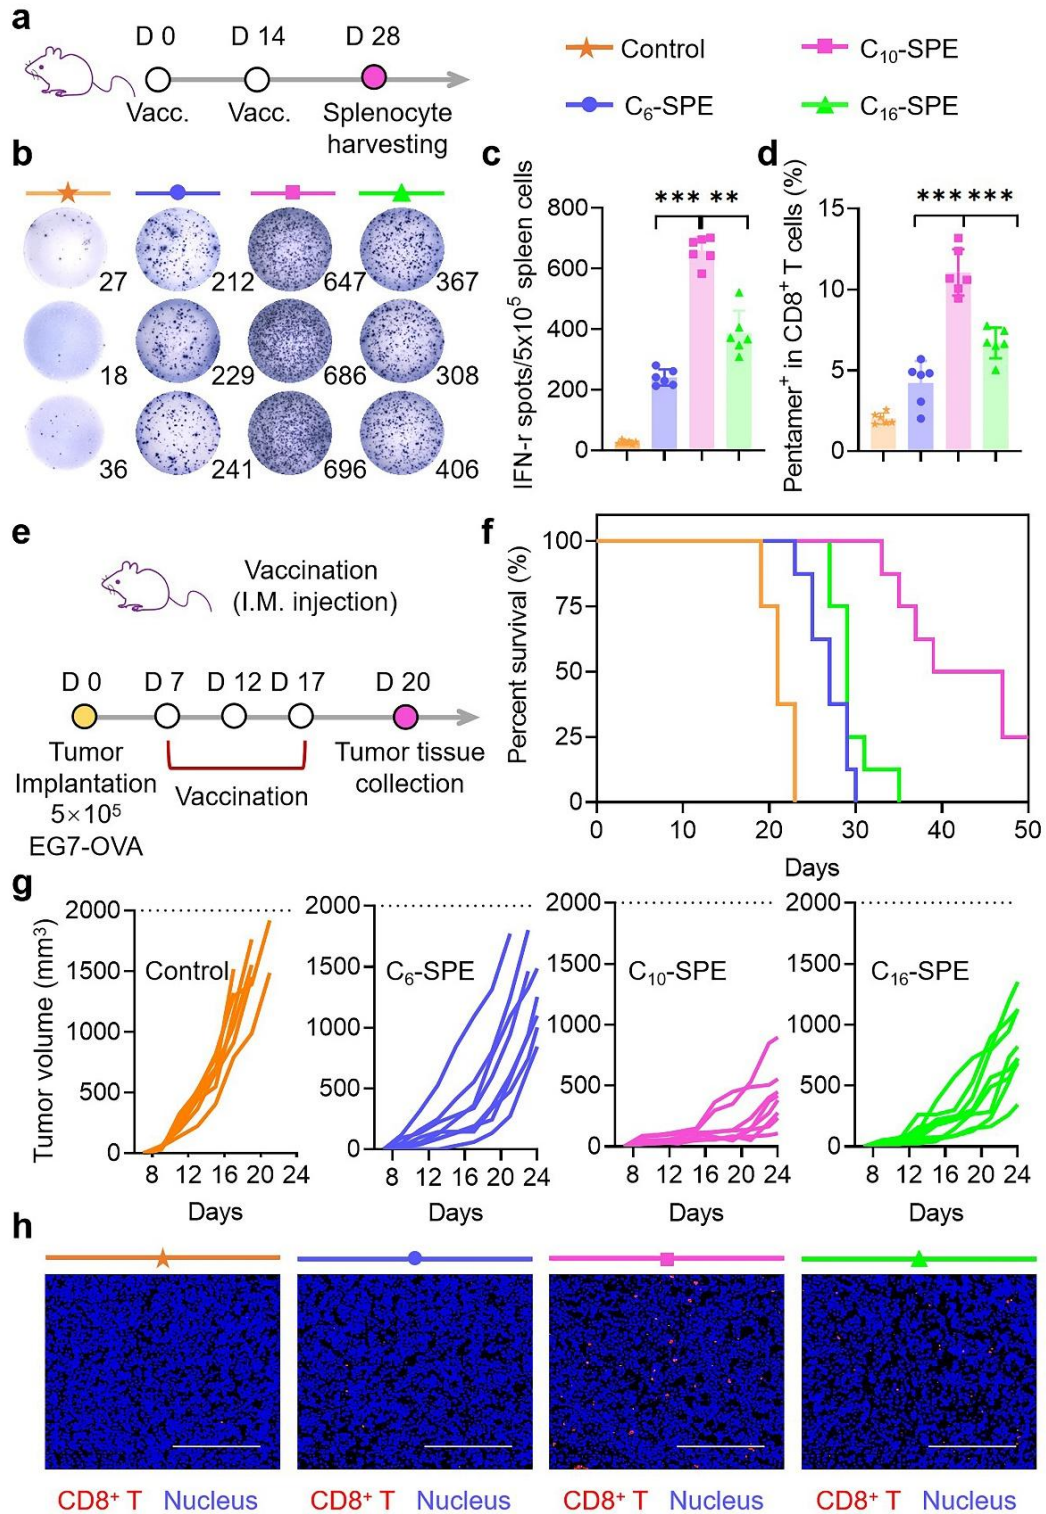 a
D 0 D 14 D 28
Vacc. Vacc. Splenocyte
harvesting
Control
C₁₀-SPE
C₆-SPE
C₁₆-SPE
b
27 212 647 367
18 229 686 308
36 241 696 406
c
IFN-r spots/5x10⁵ spleen cells
*** **
800
600
400
200
0
d
Pentamer⁺ in CD8⁺ T cells (%)
*** ***
15
10
5
0
e
Vaccination
(I.M. injection)
D 0 D 7 D 12 D 17 D 20
Tumor
Implantation
5×10⁵
EG7-OVA
Vaccination
Tumor tissue
collection
f
Percent survival (%)
100
75
50
25
0
0 10 20 30 40 50
Days
g
Tumor volume (mm³)
2000
1500
1000
500
0
Control
8 12 16 20 24
Days
2000
1500
1000
500
0
C₆-SPE
8 12 16 20 24
Days
2000
1500
1000
500
0
C₁₀-SPE
8 12 16 20 24
Days
2000
1500
1000
500
0
C₁₆-SPE
8 12 16 20 24
Days
h
CD8⁺ T Nucleus
CD8⁺ T Nucleus
CD8⁺ T Nucleus
CD8⁺ T Nucleus